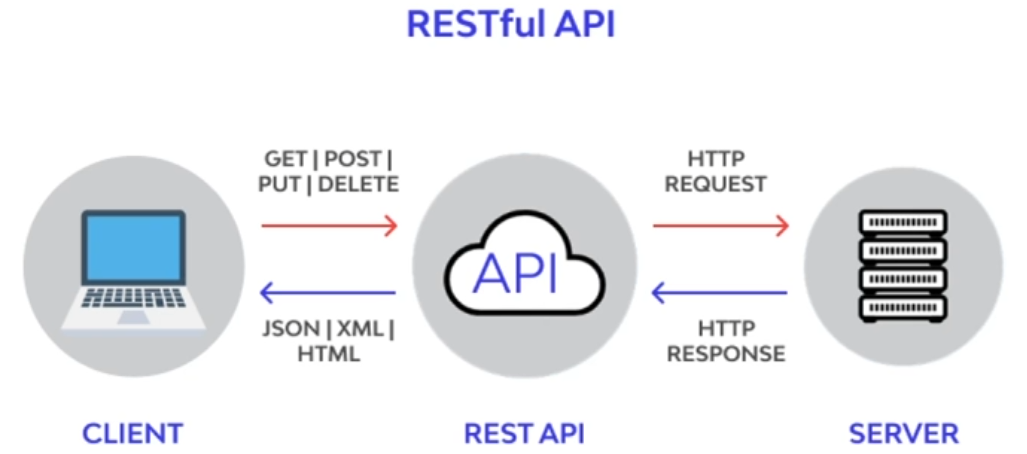 RESTful API
GET | POST |
PUT | DELETE
HTTP
REQUEST
API
JSON | XML |
HTML
HTTP
RESPONSE
CLIENT
REST API
SERVER